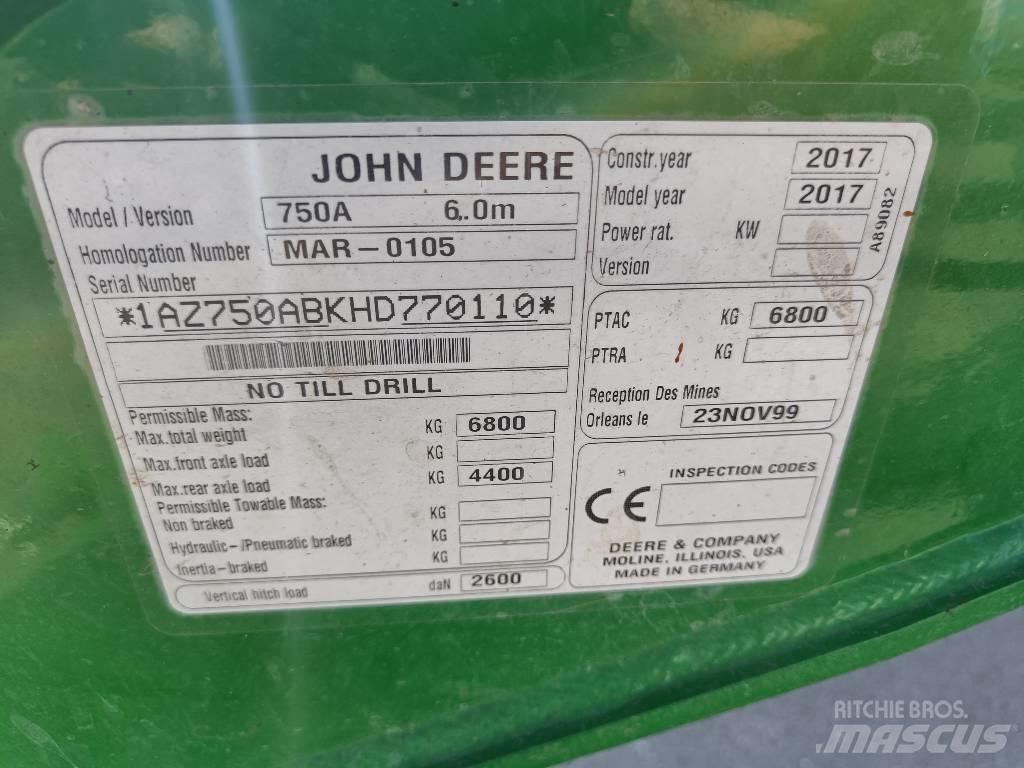 JOHN DEERE
Model / Version 750A 6.0m
Homologation Number MAR-0105
Serial Number
*1AZ750ABKHD770110*
NO TILL DRILL
Permissible Mass:
Max.total weight KG 6800
Max.front axle load KG
Max.rear axle load KG 4400
Permissible Towable Mass:
Non braked KG
Hydraulic-/Pneumatic braked KG
Inertia-braked KG
Vertical hitch load daN 2600
Constr.year 2017
Model year 2017
Power rat. KW
Version
A89082
PTAC KG 6800
PTRA KG
Reception Des Mines
Orleans le 23NOV99
INSPECTION CODES
CE
DEERE & COMPANY
MOLINE, ILLINOIS, USA
MADE IN GERMANY
RITCHIE BROS.
MASCUS